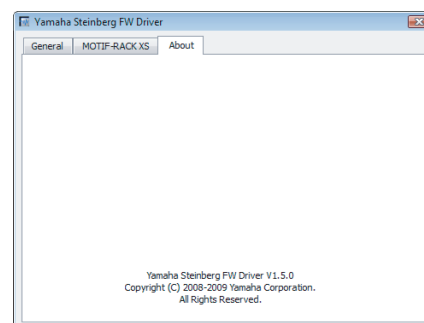 Yamaha Steinberg FW Driver
General MOTIF-RACK XS About
Yamaha Steinberg FW Driver V1.5.0
Copyright (C) 2008-2009 Yamaha Corporation.
All Rights Reserved.